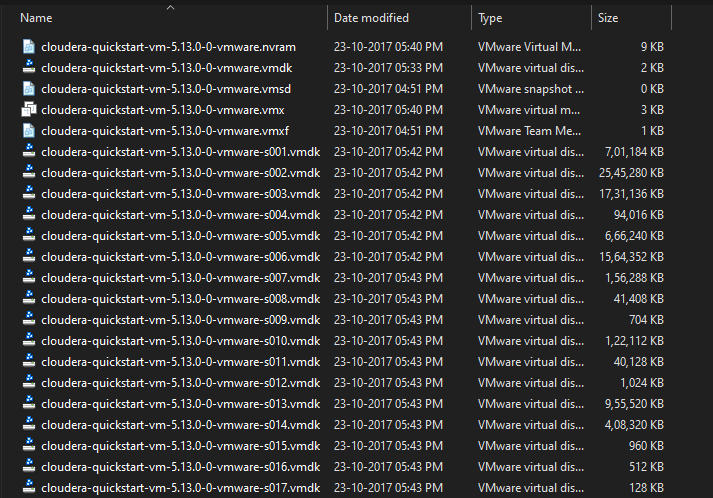 Name Date modified Type Size
cloudera-quickstart-vm-5.13.0-0-vmware.nvram 23-10-2017 05:40 PM VMware Virtual M... 9 KB
cloudera-quickstart-vm-5.13.0-0-vmware.vmdk 23-10-2017 05:33 PM VMware virtual dis... 2 KB
cloudera-quickstart-vm-5.13.0-0-vmware.vmsd 23-10-2017 04:51 PM VMware snapshot ... 0 KB
cloudera-quickstart-vm-5.13.0-0-vmware.vmx 23-10-2017 05:40 PM VMware virtual m... 3 KB
cloudera-quickstart-vm-5.13.0-0-vmware.vmxf 23-10-2017 04:51 PM VMware Team Me... 1 KB
cloudera-quickstart-vm-5.13.0-0-vmware-s001.vmdk 23-10-2017 05:42 PM VMware virtual dis... 7,01,184 KB
cloudera-quickstart-vm-5.13.0-0-vmware-s002.vmdk 23-10-2017 05:42 PM VMware virtual dis... 25,45,280 KB
cloudera-quickstart-vm-5.13.0-0-vmware-s003.vmdk 23-10-2017 05:42 PM VMware virtual dis... 17,31,136 KB
cloudera-quickstart-vm-5.13.0-0-vmware-s004.vmdk 23-10-2017 05:42 PM VMware virtual dis... 94,016 KB
cloudera-quickstart-vm-5.13.0-0-vmware-s005.vmdk 23-10-2017 05:42 PM VMware virtual dis... 6,66,240 KB
cloudera-quickstart-vm-5.13.0-0-vmware-s006.vmdk 23-10-2017 05:42 PM VMware virtual dis... 15,64,352 KB
cloudera-quickstart-vm-5.13.0-0-vmware-s007.vmdk 23-10-2017 05:43 PM VMware virtual dis... 1,56,288 KB
cloudera-quickstart-vm-5.13.0-0-vmware-s008.vmdk 23-10-2017 05:43 PM VMware virtual dis... 41,408 KB
cloudera-quickstart-vm-5.13.0-0-vmware-s009.vmdk 23-10-2017 05:43 PM VMware virtual dis... 704 KB
cloudera-quickstart-vm-5.13.0-0-vmware-s010.vmdk 23-10-2017 05:43 PM VMware virtual dis... 1,22,112 KB
cloudera-quickstart-vm-5.13.0-0-vmware-s011.vmdk 23-10-2017 05:43 PM VMware virtual dis... 40,128 KB
cloudera-quickstart-vm-5.13.0-0-vmware-s012.vmdk 23-10-2017 05:43 PM VMware virtual dis... 1,024 KB
cloudera-quickstart-vm-5.13.0-0-vmware-s013.vmdk 23-10-2017 05:43 PM VMware virtual dis... 9,55,520 KB
cloudera-quickstart-vm-5.13.0-0-vmware-s014.vmdk 23-10-2017 05:43 PM VMware virtual dis... 4,08,320 KB
cloudera-quickstart-vm-5.13.0-0-vmware-s015.vmdk 23-10-2017 05:43 PM VMware virtual dis... 960 KB
cloudera-quickstart-vm-5.13.0-0-vmware-s016.vmdk 23-10-2017 05:43 PM VMware virtual dis... 512 KB
cloudera-quickstart-vm-5.13.0-0-vmware-s017.vmdk 23-10-2017 05:43 PM VMware virtual dis... 128 KB